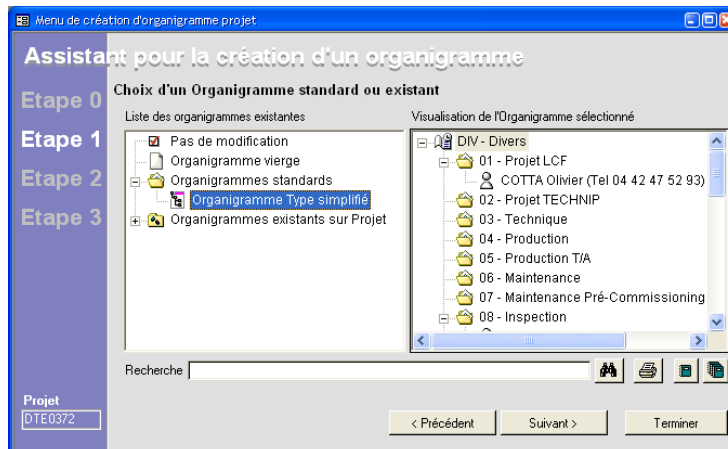 Menu de création d'organigramme projet
Assistant pour la création d'un organigramme
Etape 0
Etape 1
Etape 2
Etape 3
Choix d'un Organigramme standard ou existant
Liste des organigrammes existantes
Pas de modification
Organigramme vierge
Organigrammes standards
Organigramme Type simplifié
Organigrammes existants sur Projet
Visualisation de l'Organigramme sélectionné
DIV - Divers
01 - Projet LCF
COTTA Olivier (Tel 04 42 47 52 93)
02 - Projet TECHNIP
03 - Technique
04 - Production
05 - Production T/A
06 - Maintenance
07 - Maintenance Pré-Commissioning
08 - Inspection
Recherche
Projet
DTE0372
< Précédent
Suivant >
Terminer